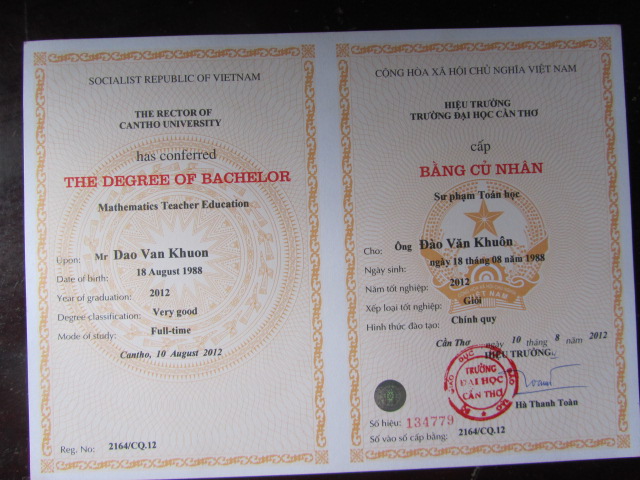 SOCIALIST REPUBLIC OF VIETNAM
THE RECTOR OF
CANTHO UNIVERSITY
has conferred
THE DEGREE OF BACHELOR
Mathematics Teacher Education
Upon: Mr Dao Van Khuon
Date of birth: 18 August 1988
Year of graduation: 2012
Degree classification: Very good
Mode of study: Full-time
Cantho, 10 August 2012
Reg. No: 2164/CQ.12
CỘNG HÒA XÃ HỘI CHỦ NGHĨA VIỆT NAM
HIỆU TRƯỞNG
TRƯỜNG ĐẠI HỌC CẦN THƠ
cấp
BẰNG CỬ NHÂN
Sư phạm Toán học
VIỆT NAM
Cho: Ông Đào Văn Khuôn
Ngày sinh: ngày 18 tháng 08 năm 1988
Năm tốt nghiệp: 2012
Xếp loại tốt nghiệp: Giỏi
Hình thức đào tạo: Chính quy
Cần Thơ ngày 10 tháng 8 năm 2012
HIỆU TRƯỞNG
TRƯỜNG
ĐẠI HỌC
CẦN THƠ
Hà Thanh Toàn
Số hiệu: 134779
Số vào sổ cấp bằng: 2164/CQ.12